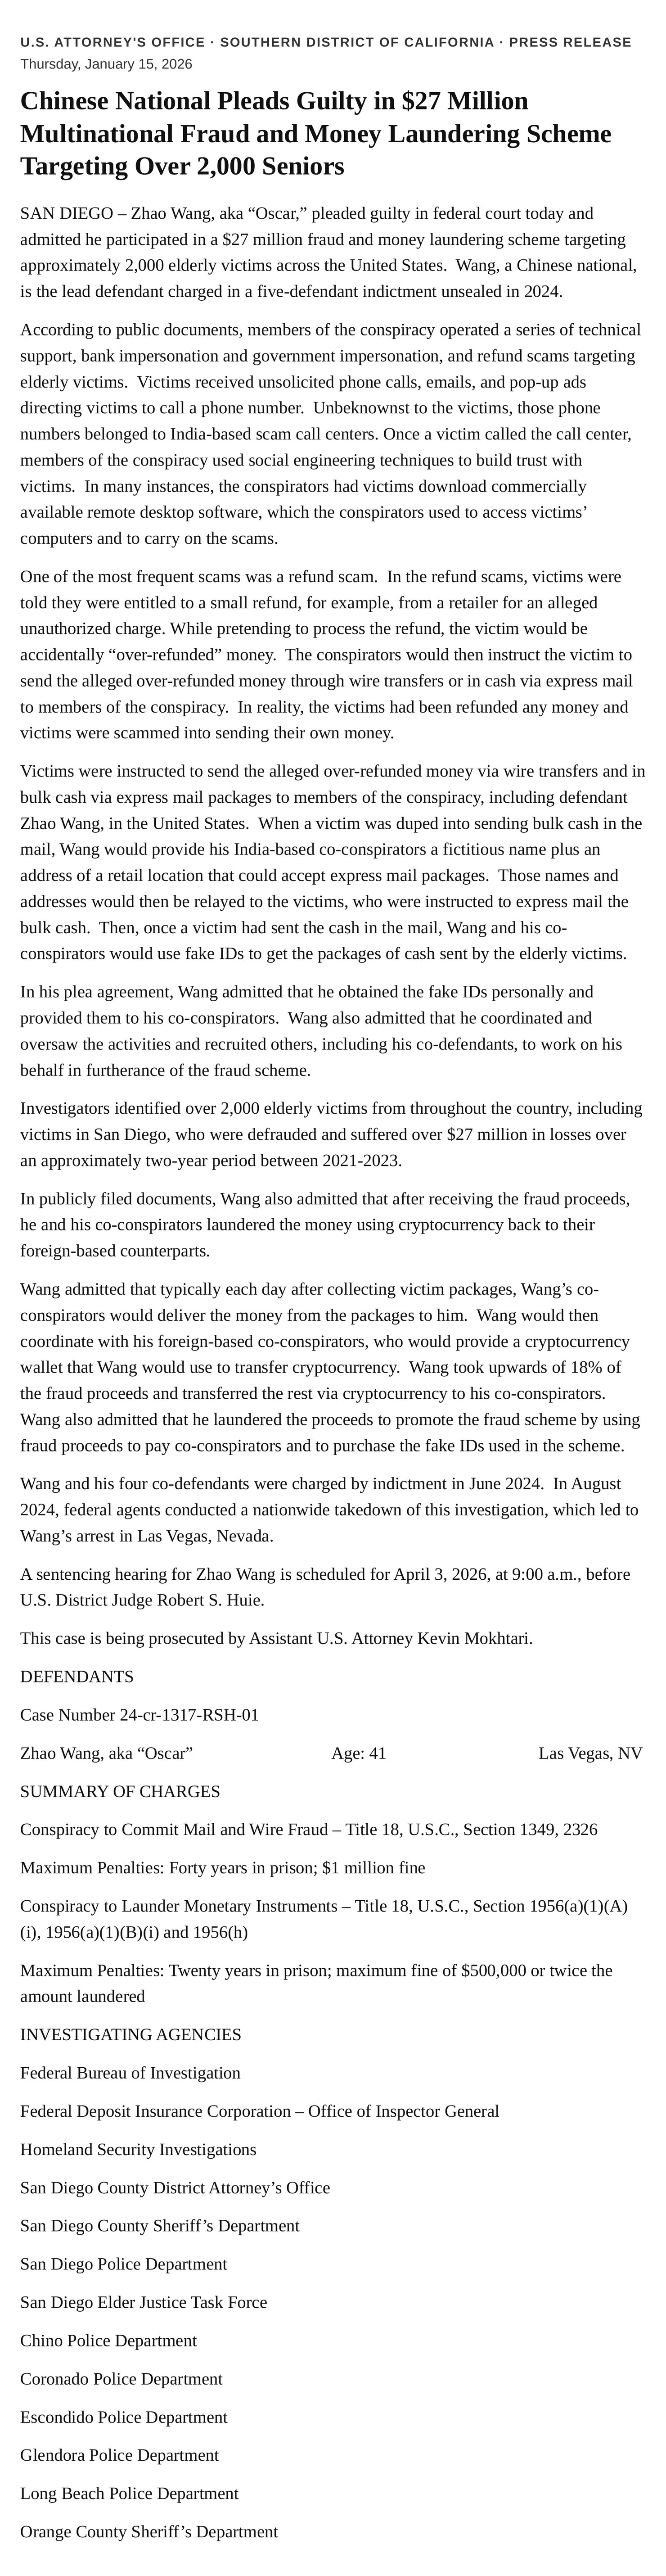 U.S. ATTORNEY'S OFFICE · SOUTHERN DISTRICT OF CALIFORNIA · PRESS RELEASE
Thursday, January 15, 2026
Chinese National Pleads Guilty in $27 Million
Multinational Fraud and Money Laundering Scheme
Targeting Over 2,000 Seniors
SAN DIEGO – Zhao Wang, aka “Oscar,” pleaded guilty in federal court today and
admitted he participated in a $27 million fraud and money laundering scheme targeting
approximately 2,000 elderly victims across the United States.  Wang, a Chinese national,
is the lead defendant charged in a five-defendant indictment unsealed in 2024.
According to public documents, members of the conspiracy operated a series of technical
support, bank impersonation and government impersonation, and refund scams targeting
elderly victims.  Victims received unsolicited phone calls, emails, and pop-up ads
directing victims to call a phone number.  Unbeknownst to the victims, those phone
numbers belonged to India-based scam call centers. Once a victim called the call center,
members of the conspiracy used social engineering techniques to build trust with
victims.  In many instances, the conspirators had victims download commercially
available remote desktop software, which the conspirators used to access victims’
computers and to carry on the scams.
One of the most frequent scams was a refund scam.  In the refund scams, victims were
told they were entitled to a small refund, for example, from a retailer for an alleged
unauthorized charge. While pretending to process the refund, the victim would be
accidentally “over-refunded” money.  The conspirators would then instruct the victim to
send the alleged over-refunded money through wire transfers or in cash via express mail
to members of the conspiracy.  In reality, the victims had been refunded any money and
victims were scammed into sending their own money.
Victims were instructed to send the alleged over-refunded money via wire transfers and in
bulk cash via express mail packages to members of the conspiracy, including defendant
Zhao Wang, in the United States.  When a victim was duped into sending bulk cash in the
mail, Wang would provide his India-based co-conspirators a fictitious name plus an
address of a retail location that could accept express mail packages.  Those names and
addresses would then be relayed to the victims, who were instructed to express mail the
bulk cash.  Then, once a victim had sent the cash in the mail, Wang and his co-
conspirators would use fake IDs to get the packages of cash sent by the elderly victims.
In his plea agreement, Wang admitted that he obtained the fake IDs personally and
provided them to his co-conspirators.  Wang also admitted that he coordinated and
oversaw the activities and recruited others, including his co-defendants, to work on his
behalf in furtherance of the fraud scheme.
Investigators identified over 2,000 elderly victims from throughout the country, including
victims in San Diego, who were defrauded and suffered over $27 million in losses over
an approximately two-year period between 2021-2023.
In publicly filed documents, Wang also admitted that after receiving the fraud proceeds,
he and his co-conspirators laundered the money using cryptocurrency back to their
foreign-based counterparts.
Wang admitted that typically each day after collecting victim packages, Wang’s co-
conspirators would deliver the money from the packages to him.  Wang would then
coordinate with his foreign-based co-conspirators, who would provide a cryptocurrency
wallet that Wang would use to transfer cryptocurrency.  Wang took upwards of 18% of
the fraud proceeds and transferred the rest via cryptocurrency to his co-conspirators.
Wang also admitted that he laundered the proceeds to promote the fraud scheme by using
fraud proceeds to pay co-conspirators and to purchase the fake IDs used in the scheme.
Wang and his four co-defendants were charged by indictment in June 2024.  In August
2024, federal agents conducted a nationwide takedown of this investigation, which led to
Wang’s arrest in Las Vegas, Nevada.
A sentencing hearing for Zhao Wang is scheduled for April 3, 2026, at 9:00 a.m., before
U.S. District Judge Robert S. Huie.
This case is being prosecuted by Assistant U.S. Attorney Kevin Mokhtari.
DEFENDANTS
Case Number 24-cr-1317-RSH-01
Zhao Wang, aka “Oscar” Age: 41 Las Vegas, NV
SUMMARY OF CHARGES
Conspiracy to Commit Mail and Wire Fraud – Title 18, U.S.C., Section 1349, 2326
Maximum Penalties: Forty years in prison; $1 million fine
Conspiracy to Launder Monetary Instruments – Title 18, U.S.C., Section 1956(a)(1)(A)
(i), 1956(a)(1)(B)(i) and 1956(h)
Maximum Penalties: Twenty years in prison; maximum fine of $500,000 or twice the
amount laundered
INVESTIGATING AGENCIES
Federal Bureau of Investigation
Federal Deposit Insurance Corporation – Office of Inspector General
Homeland Security Investigations
San Diego County District Attorney’s Office
San Diego County Sheriff’s Department
San Diego Police Department
San Diego Elder Justice Task Force
Chino Police Department
Coronado Police Department
Escondido Police Department
Glendora Police Department
Long Beach Police Department
Orange County Sheriff’s Department